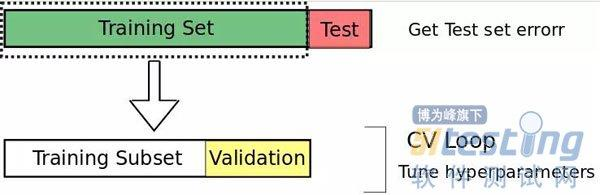 Training Set
Test
Get Test set errorr
博为峰旗下
51testing
CV Loop
Training Subset
Validation
Tune hyperparameters
软件测试网